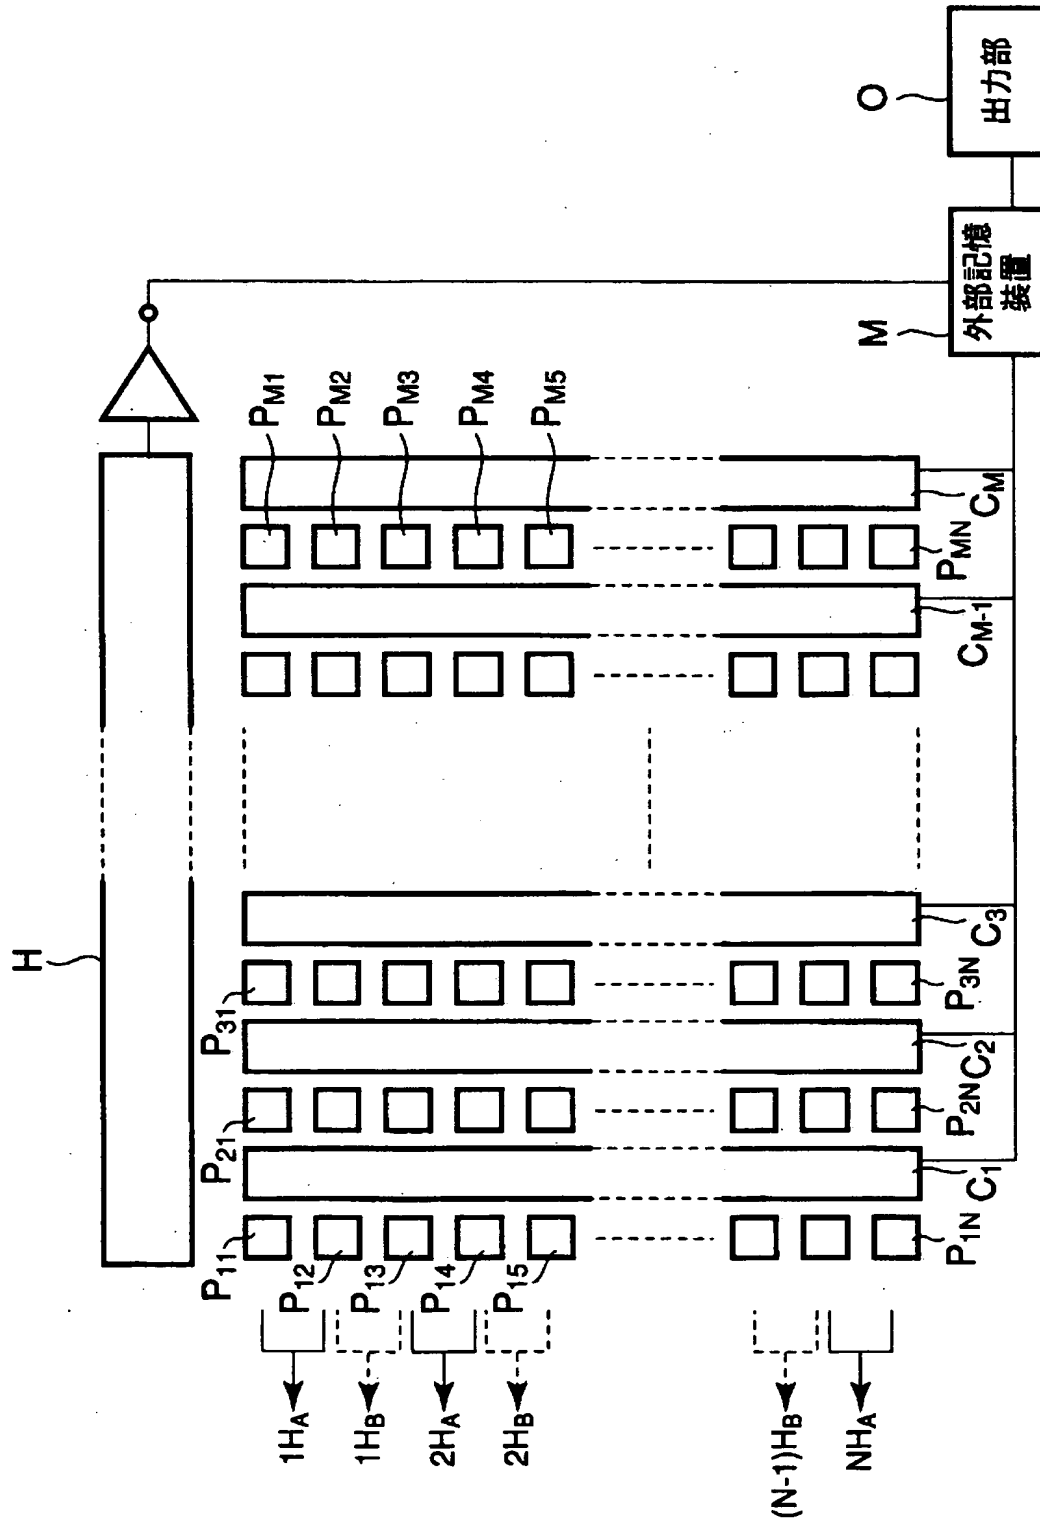 H
P11
P21
P31
P12
P13
P14
P15
PM1
PM2
PM3
PM4
PM5
1HA
1HB
2HA
2HB
(N-1)HB
NHA
P1N
C1
P2N
C2
P3N
C3
CM-1
PMN
CM
M
外部記憶
装置
O
出力部